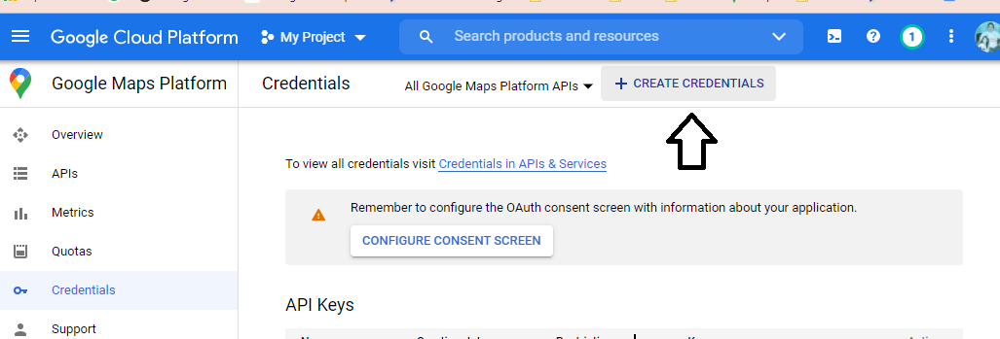 Google Cloud Platform My Project Search products and resources 1
Google Maps Platform Credentials All Google Maps Platform APIs + CREATE CREDENTIALS
Overview
To view all credentials visit Credentials in APIs & Services
APIs
Remember to configure the OAuth consent screen with information about your application.
Metrics
CONFIGURE CONSENT SCREEN
Quotas
Credentials
API Keys
Support